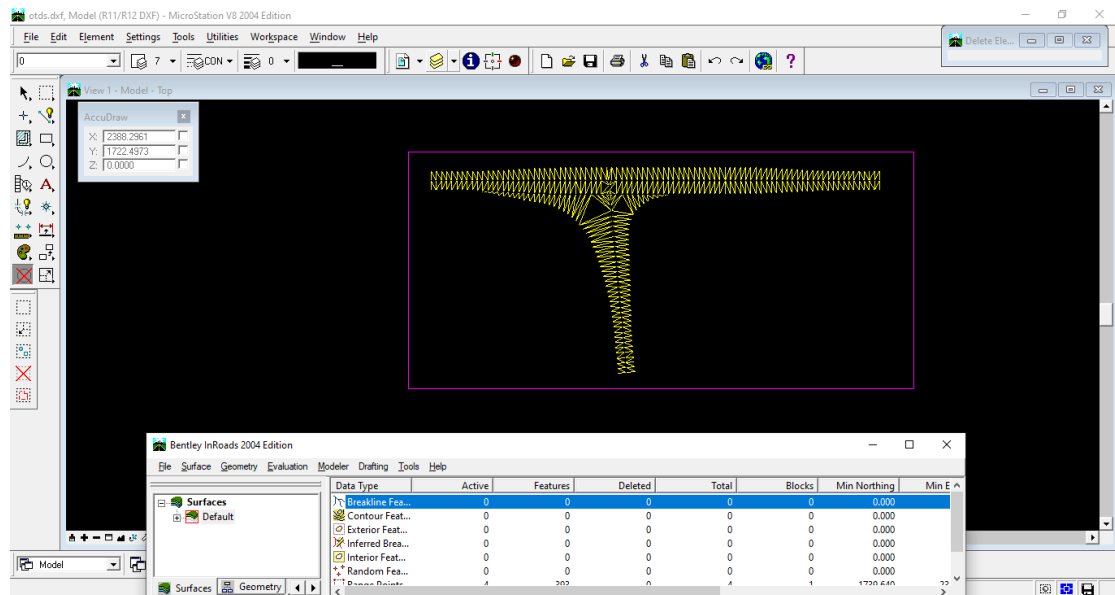 otds.dxf, Model (R11/R12 DXF) - MicroStation V8 2004 Edition
File Edit Element Settings Tools Utilities Workspace Window Help
Delete Ele...
0 7 CON 0
View 1 - Model - Top
AccuDraw
X: 2388.2961
Y: 1722.4973
Z: 0.0000
Bentley InRoads 2004 Edition
File Surface Geometry Evaluation Modeler Drafting Tools Help
Data Type Active Features Deleted Total Blocks Min Northing Min E
Surfaces
Default
Breakline Fea... 0 0 0 0 0 0.000
Contour Feat... 0 0 0 0 0 0.000
Exterior Feat... 0 0 0 0 0 0.000
Inferred Brea... 0 0 0 0 0 0.000
Interior Feat... 0 0 0 0 0 0.000
Random Fea... 0 0 0 0 0 0.000
Range Points 4 393 0 4 1 1739.640 23
Model
Surfaces Geometry